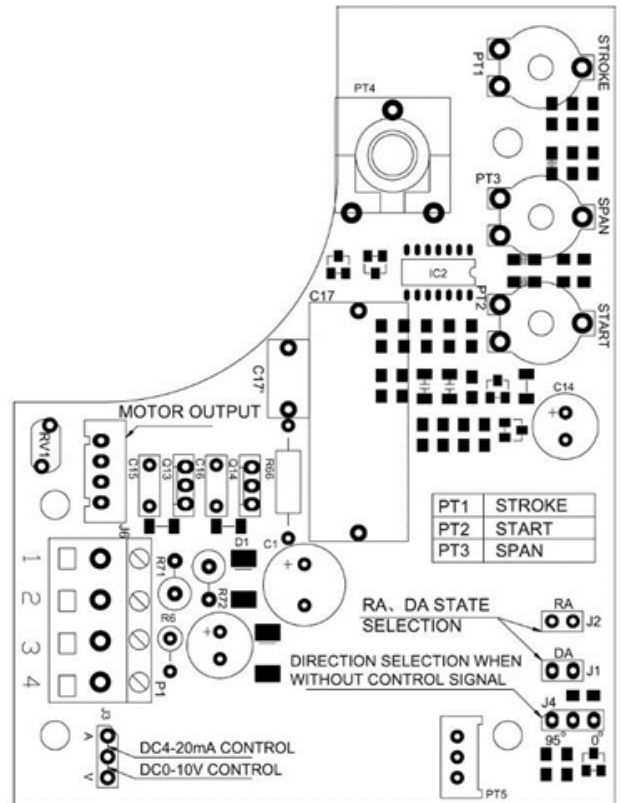 STROKE
PT1
PT4
PT3
SPAN
IC2
PT2
START
C17
C17'
C14
MOTOR OUTPUT
RV1
C15
Q13
C16
Q14
R66
J6
PT1 STROKE
PT2 START
PT3 SPAN
1
2
3
4
D1
C1
R71
R72
R6
P1
RA、DA STATE
SELECTION
RA
J2
DA
J1
DIRECTION SELECTION WHEN
WITHOUT CONTROL SIGNAL
J4
95° 0°
J3
A
DC4-20mA CONTROL
DC0-10V CONTROL
V
PT5